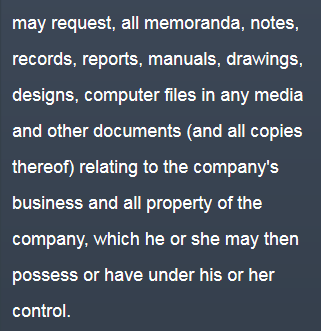 may request, all memoranda, notes,
records, reports, manuals, drawings,
designs, computer files in any media
and other documents (and all copies
thereof) relating to the company's
business and all property of the
company, which he or she may then
possess or have under his or her
control.